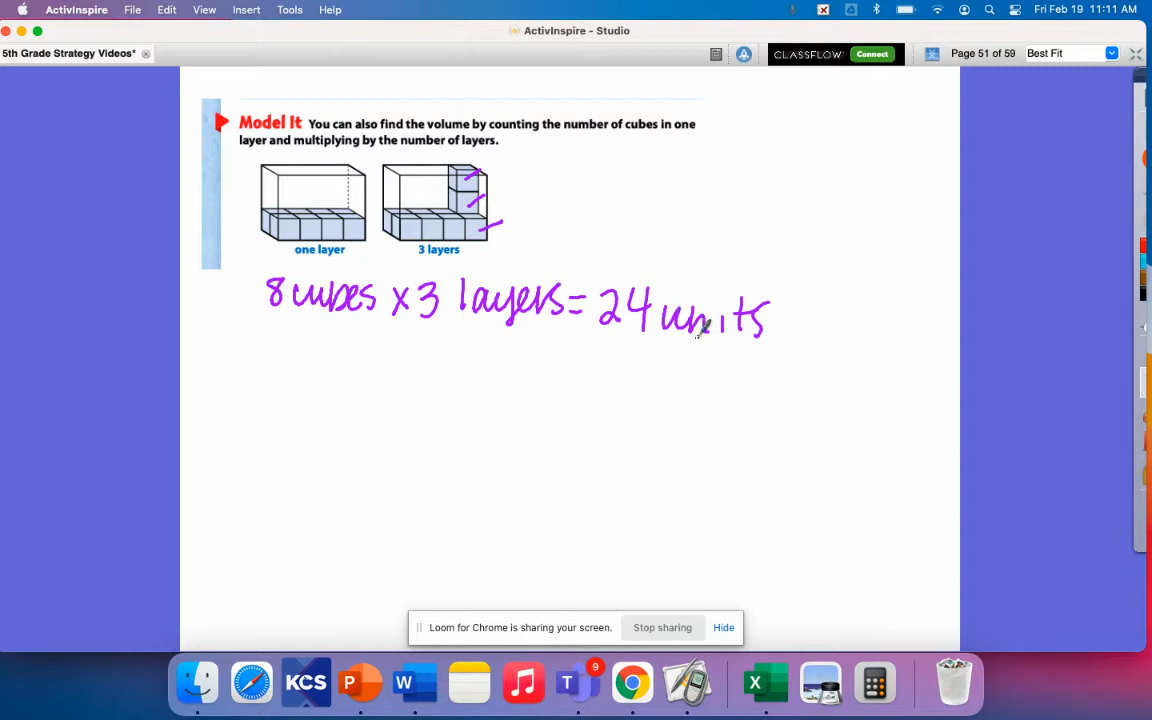 ActivInspire File Edit View Insert Tools Help Fri Feb 19 11:11 AM
ActivInspire - Studio
5th Grade Strategy Videos* CLASSFLOW Connect Page 51 of 59 Best Fit
Model It You can also find the volume by counting the number of cubes in one
layer and multiplying by the number of layers.
one layer 3 layers
8 cubes x 3 layers = 24 units
Loom for Chrome is sharing your screen. Stop sharing Hide
KCS P W T 9 X